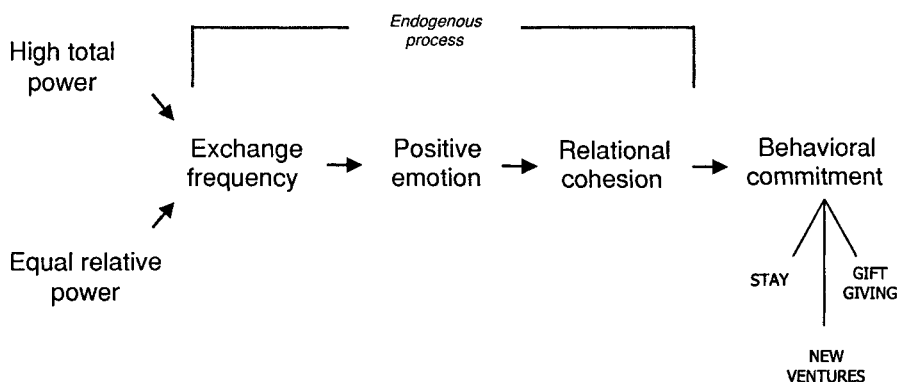 Endogenous
process
High total
power
Exchange
frequency
Positive
emotion
Relational
cohesion
Behavioral
commitment
Equal relative
power
STAY
GIFT
GIVING
NEW
VENTURES